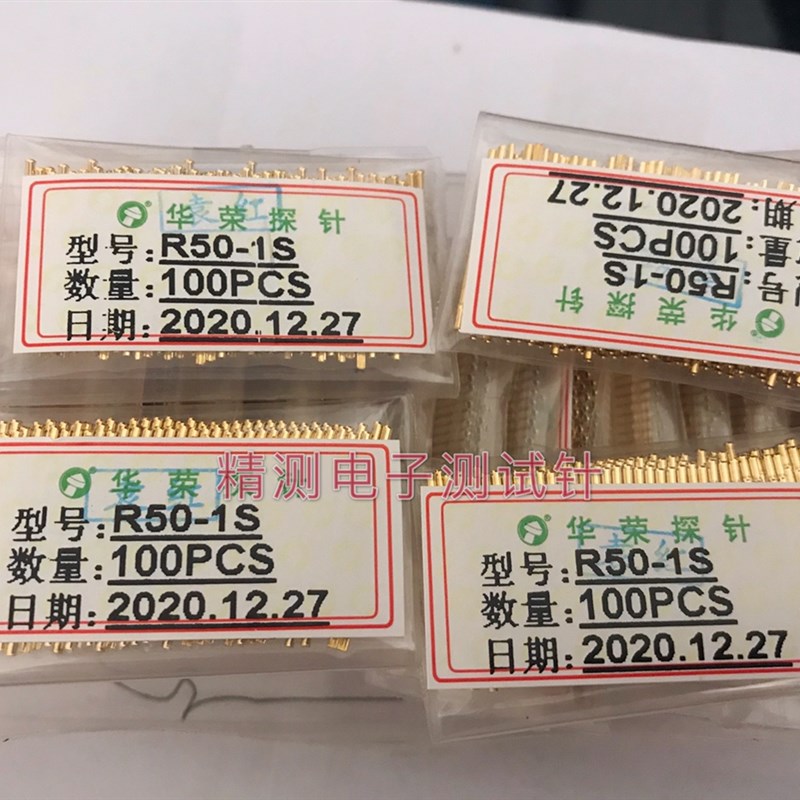 华荣探针
袁红
型号:R50-1S
数量:100PCS
日期:2020.12.27
华荣探针
型号:R50-1S
数量:100PCS
期:2020.12.27
精测电子测试针
华荣
型号:R50-1S
数量:100PCS
日期:2020.12.27
华荣探针
型号:R50-1S
数量:100PCS
日期:2020.12.27